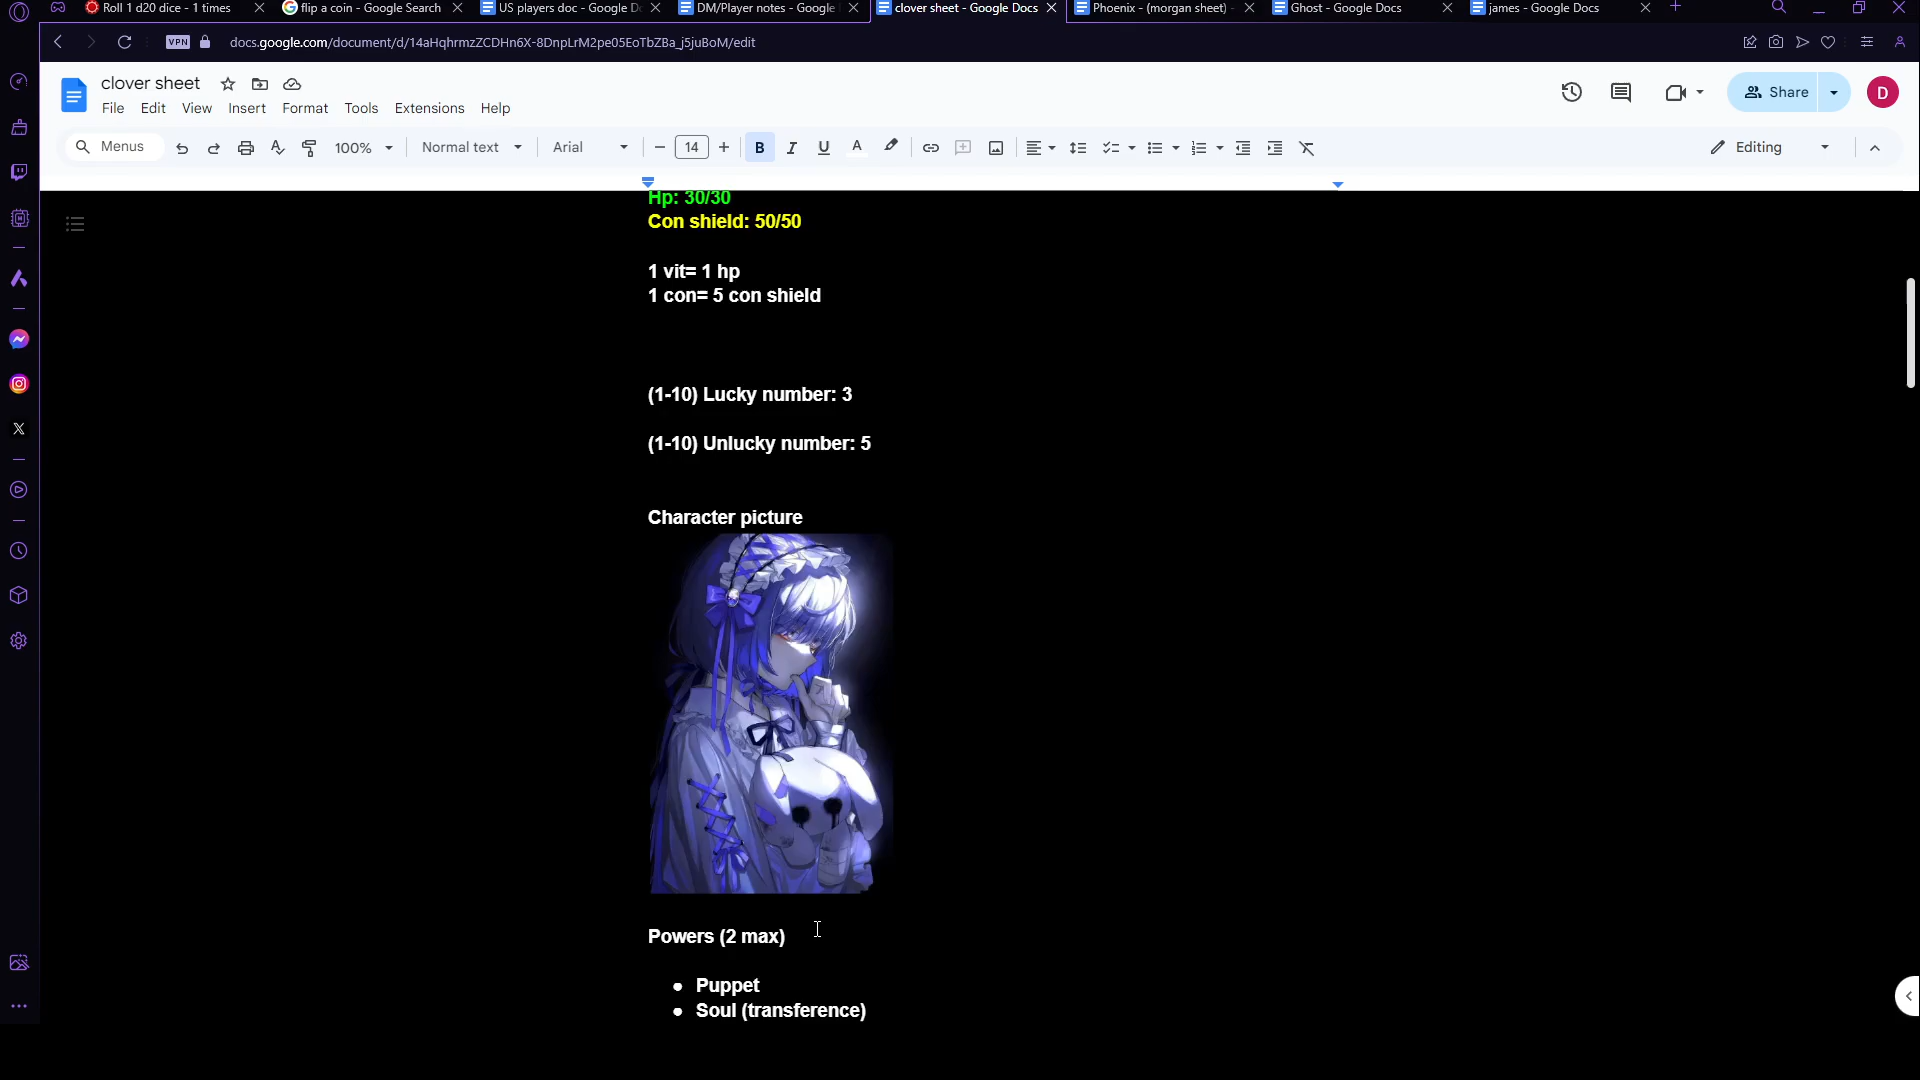 Roll 1 d20 dice - 1 times
flip a coin - Google Search
US players doc - Google D
DM/Player notes - Google
clover sheet - Google Docs
Phoenix - (morgan sheet) -
Ghost - Google Docs
james - Google Docs
VPN
docs.google.com/document/d/14aHqhrmzZCDHn6X-8DnpLrM2pe05EoTbZBa_j5juBoM/edit
clover sheet
Share
D
File Edit View Insert Format Tools Extensions Help
Menus 100% Normal text Arial 14 B I U A Editing
Hp: 30/30
Con shield: 50/50
1 vit= 1 hp
1 con= 5 con shield
(1-10) Lucky number: 3
(1-10) Unlucky number: 5
Character picture
Powers (2 max)
● Puppet
● Soul (transference)